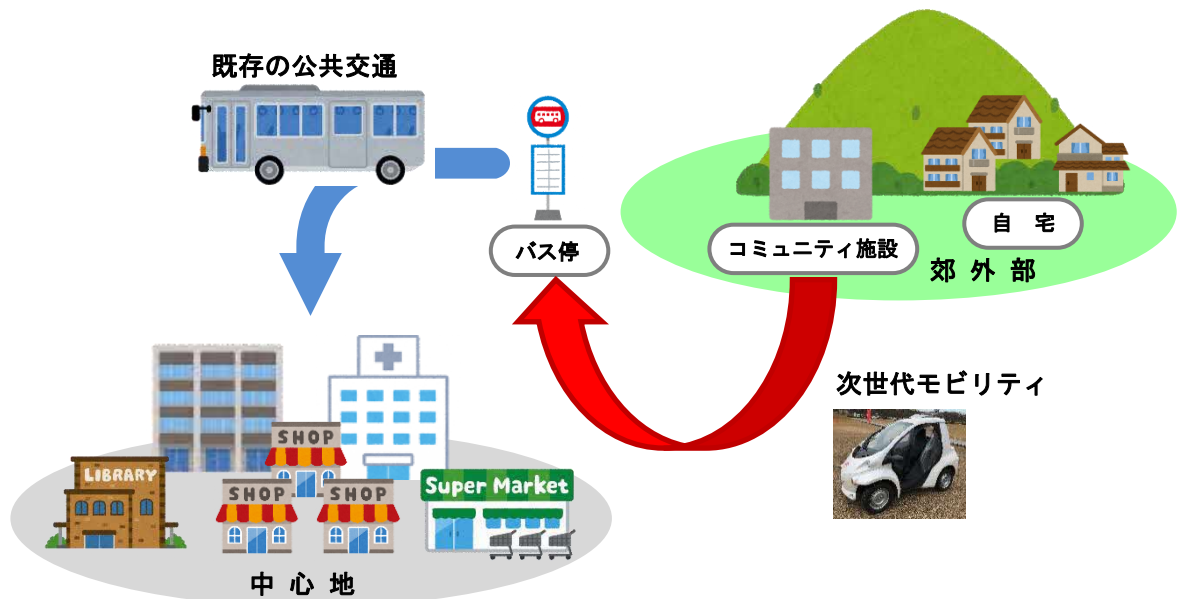 既存の公共交通
バス停
コミュニティ施設
自 宅
郊 外 部
次世代モビリティ
SHOP
LIBRARY
SHOP
SHOP
Super Market
中 心 地